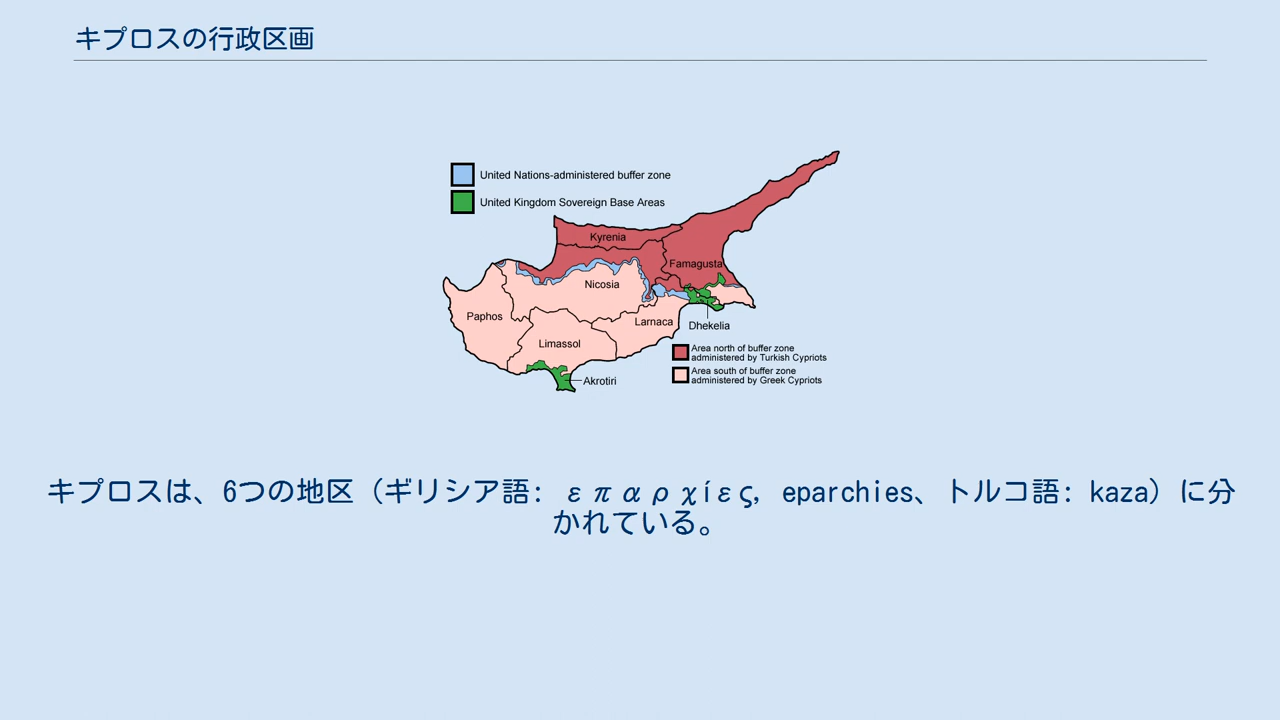 キプロスの行政区画
United Nations-administered buffer zone
United Kingdom Sovereign Base Areas
Kyrenia
Famagusta
Nicosia
Paphos
Larnaca
Dhekelia
Limassol
Area north of buffer zone
administered by Turkish Cypriots
Area south of buffer zone
administered by Greek Cypriots
Akrotiri
キプロスは、6つの地区（ギリシア語: επαρχίες, eparchies、トルコ語: kaza）に分
かれている。